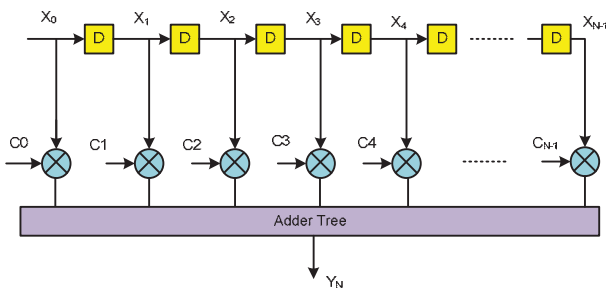 X0 X1 X2 X3 X4 XN-1
D D D D D D
C0 C1 C2 C3 C4 CN-1
Adder Tree
YN